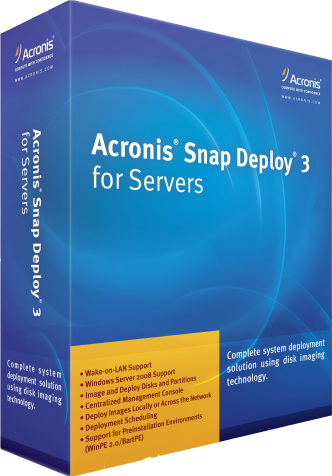 Acronis
COMPUTE WITH CONFIDENCE
www.acronis.com
Acronis® Snap Deploy® 3
for Servers
Complete system
deployment solution
using disk imaging
technology.
Acronis
COMPUTE WITH CONFIDENCE
www.acronis.com
Acronis® Snap Deploy® 3
for Servers
• Wake-on-LAN Support
• Windows Server 2008 Support
• Image and Deploy Disks and Partitions
• Centralized Management Console
• Deploy Images Locally or Across the Network
• Deployment Scheduling
• Support for Preinstallation Environments
(WinPE 2.0/BartPE)
Complete system deployment
solution using disk imaging
technology.